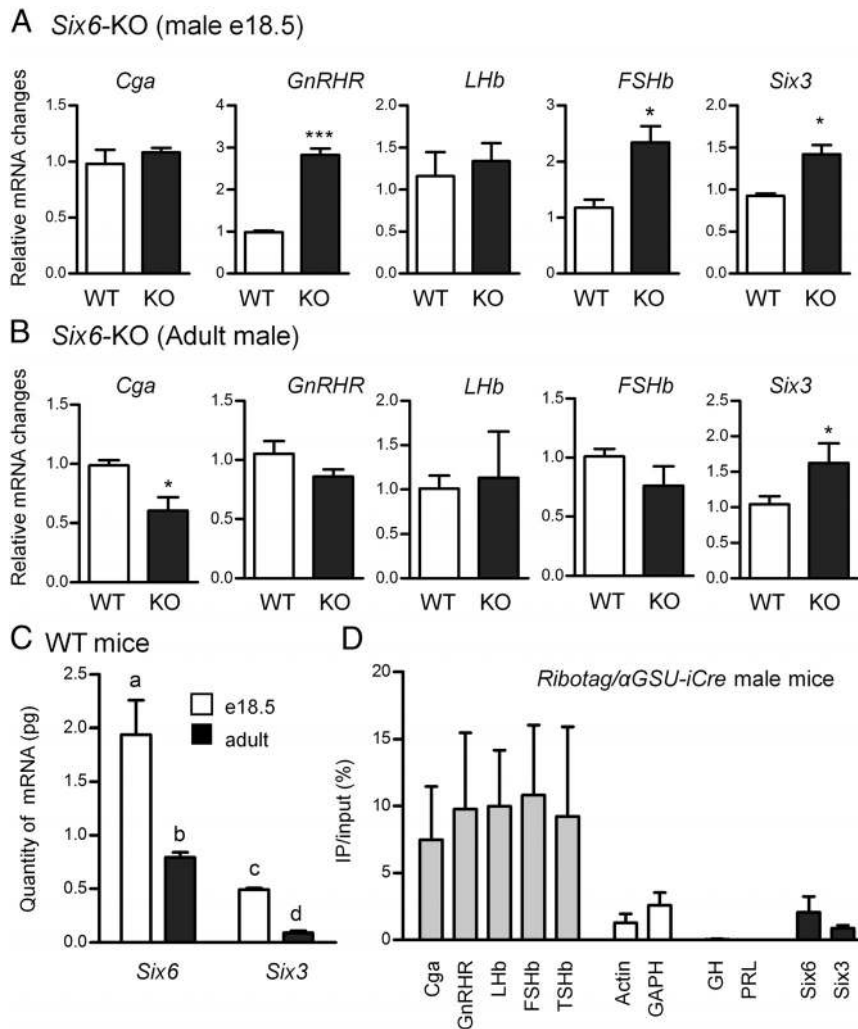 A Six6-KO (male e18.5)
Cga GnRHR LHb FSHb Six3
Relative mRNA changes
1.5 4 2.0 3 2.0
*** * *
1.0 3 1.5 2 1.5
2 1.0 1.0
0.5 1 0.5 1 0.5
0.0 0 0.0 0 0.0
WT KO WT KO WT KO WT KO WT KO
B Six6-KO (Adult male)
Cga GnRHR LHb FSHb Six3
Relative mRNA changes
1.5 1.5 2.0 1.5 2.5
* *
2.0
1.0 1.0 1.5 1.0 1.5
1.0 1.0
0.5 0.5 0.5 0.5 0.5
0.0 0.0 0.0 0.0 0.0
WT KO WT KO WT KO WT KO WT KO
C WT mice
Quantity of mRNA (pg)
2.5
2.0
1.5
1.0
0.5
0.0
a b c d
e18.5
adult
Six6 Six3
D
Ribotag/αGSU-iCre male mice
IP/input (%)
20
15
10
5
0
Cga GnRHR LHb FSHb TSHb Actin GAPH GH PRL Six6 Six3